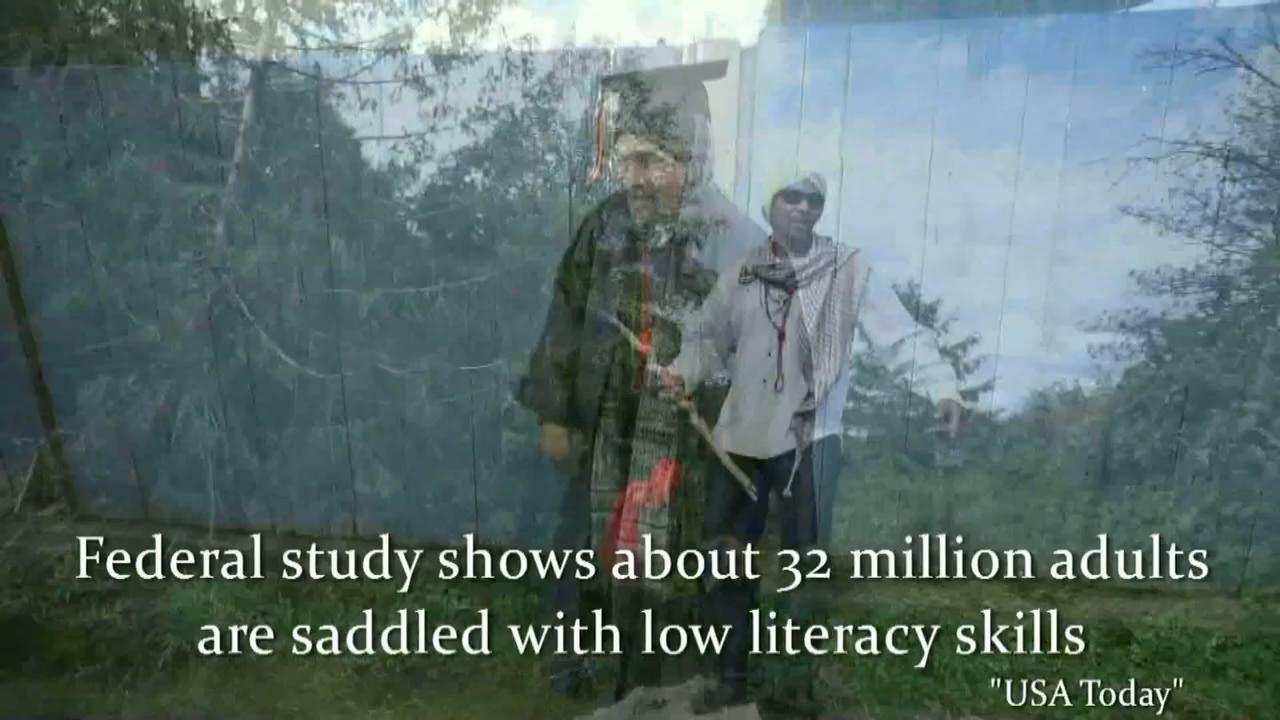 Federal study shows about 32 million adults
are saddled with low literacy skills
"USA Today"